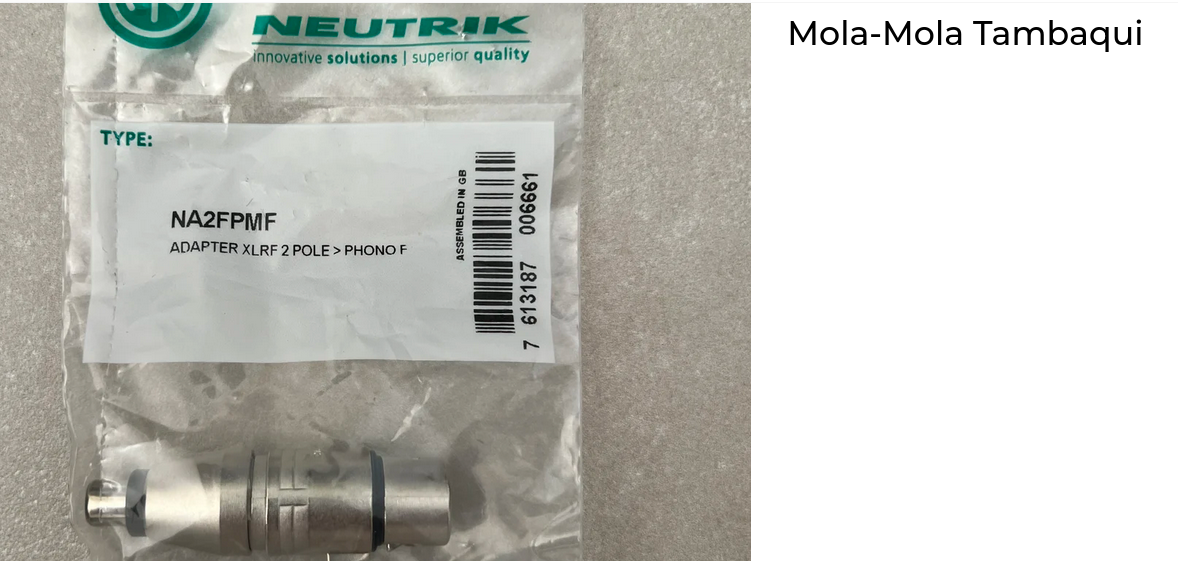 NEUTRIK
innovative solutions | superior quality
TYPE:
NA2FPMF
ADAPTER XLRF 2 POLE > PHONO F
ASSEMBLED IN GB
7 613187 006661
Mola-Mola Tambaqui